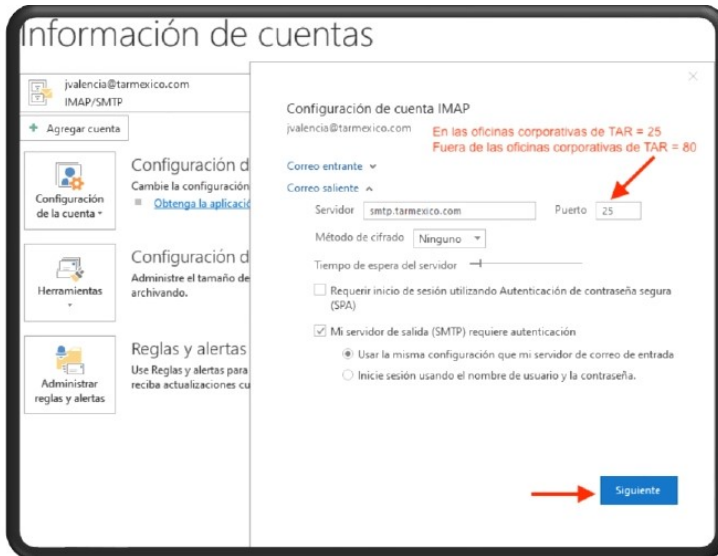 Información de cuentas
jvalencia@tarmexico.com
IMAP/SMTP
Agregar cuenta
Configuración de la cuenta
Configuración d
Cambie la configuración
Obtenga la aplicació
Herramientas
Configuración d
Administre el tamaño de
archivando.
Administrar
reglas y alertas
Reglas y alertas
Use Reglas y alertas para
reciba actualizaciones cu
Configuración de cuenta IMAP
jvalencia@tarmexico.com
En las oficinas corporativas de TAR = 25
Fuera de las oficinas corporativas de TAR = 80
Correo entrante
Correo saliente
Servidor smtp.tarmexico.com Puerto 25
Método de cifrado Ninguno
Tiempo de espera del servidor
Requerir inicio de sesión utilizando Autenticación de contraseña segura
(SPA)
Mi servidor de salida (SMTP) requiere autenticación
Usar la misma configuración que mi servidor de correo de entrada
Inicie sesión usando el nombre de usuario y la contraseña.
Siguiente